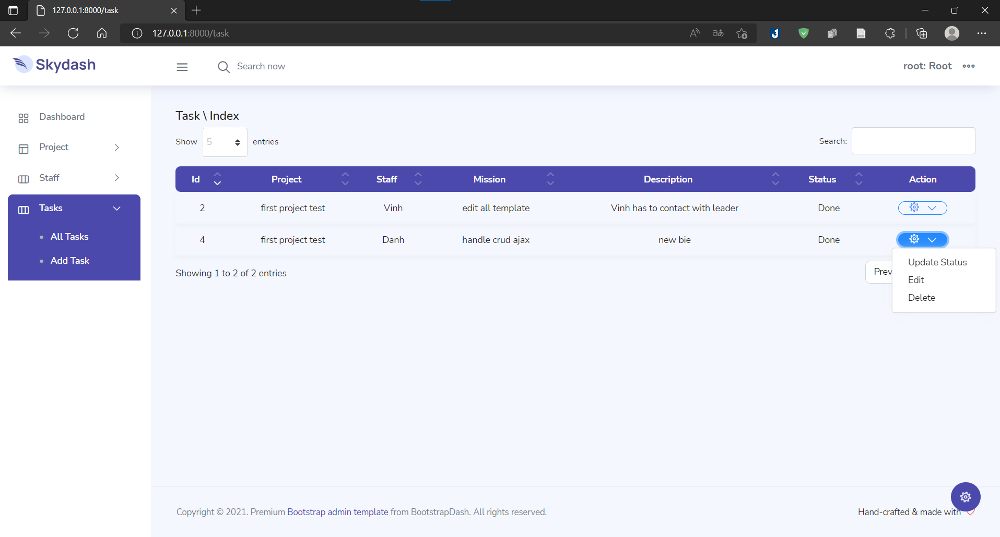 127.0.0.1:8000/task
127.0.0.1:8000/task
Skydash
Search now
root: Root
Dashboard
Project
Staff
Tasks
All Tasks
Add Task
Task \ Index
Show 5 entries
Search:
Id Project Staff Mission Description Status Action
2 first project test Vinh edit all template Vinh has to contact with leader Done
4 first project test Danh handle crud ajax new bie Done
Update Status
Edit
Delete
Showing 1 to 2 of 2 entries
Prev
Copyright © 2021. Premium Bootstrap admin template from BootstrapDash. All rights reserved.
Hand-crafted & made with